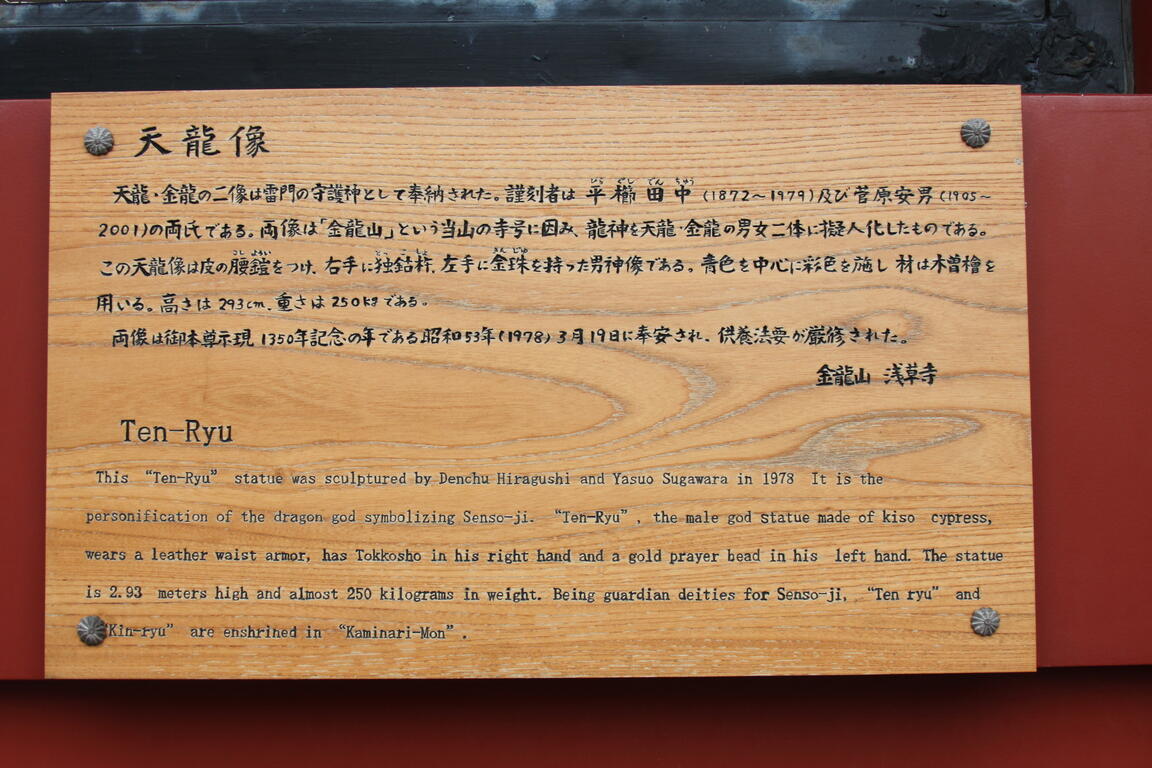 天龍像
天龍・金龍の二像は雷門の守護神として奉納された。謹刻者は 平櫛田中 (1872〜1979)及び菅原安男(1905〜
2001)の両氏である。両像は「金龍山」という当山の寺号に因み、龍神を天龍・金龍の男女二体に擬人化したものである。
この天龍像は皮の腰鎧をつけ、右手に独鈷杵、左手に金珠を持った男神像である。青色を中心に彩色を施し 材は木曽檜を
用いる。高さは 293cm、重さは 250kgである。
両像は御本尊示現 1350年記念の年である昭和53年(1978) 3月19日に奉安され、供養法要が厳修された。
金龍山 浅草寺
Ten-Ryu
This “Ten-Ryu” statue was sculptured by Denchu Hiragushi and Yasuo Sugawara in 1978 It is the
personification of the dragon god symbolizing Senso-ji. “Ten-Ryu”, the male god statue made of kiso cypress,
wears a leather waist armor, has Tokkosho in his right hand and a gold prayer bead in his left hand. The statue
is 2.93 meters high and almost 250 kilograms in weight. Being guardian deities for Senso-ji, “Ten ryu” and
“Kin-ryu” are enshrined in “Kaminari-Mon”.